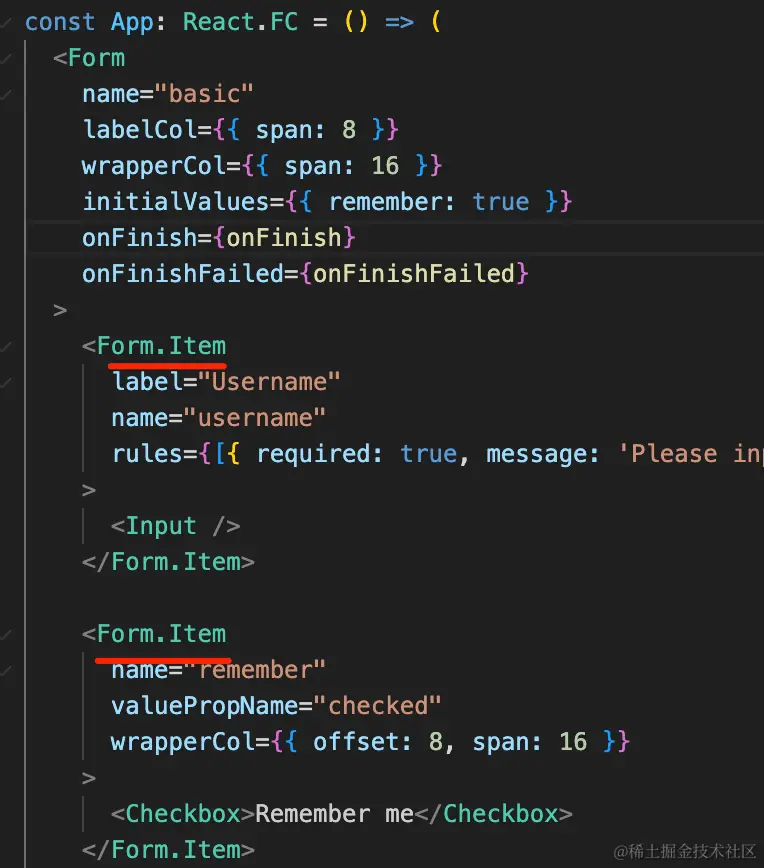 const App: React.FC = () => (
<Form
name="basic"
labelCol={{ span: 8 }}
wrapperCol={{ span: 16 }}
initialValues={{ remember: true }}
onFinish={onFinish}
onFinishFailed={onFinishFailed}
>
<Form.Item
label="Username"
name="username"
rules={[{ required: true, message: 'Please inp
>
<Input />
</Form.Item>
<Form.Item
name="remember"
valuePropName="checked"
wrapperCol={{ offset: 8, span: 16 }}
>
<Checkbox>Remember me</Checkbox>
</Form.Item>
@稀土掘金技术社区